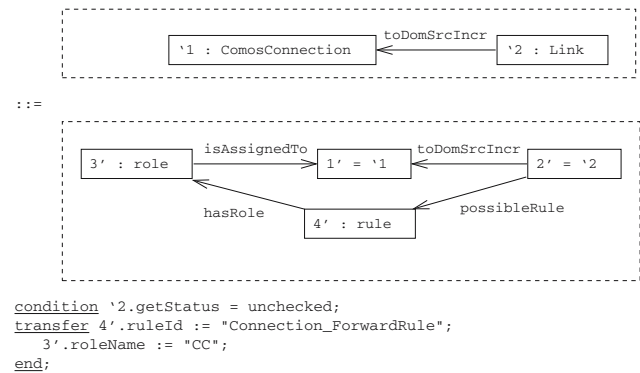 toDomSrcIncr
‘1 : ComosConnection
‘2 : Link
::=
isAssignedTo
toDomSrcIncr
3’ : role
1’ = ‘1
2’ = ‘2
hasRole
possibleRule
4’ : rule
condition ‘2.getStatus = unchecked;
transfer 4’.ruleId := "Connection_ForwardRule";
3’.roleName := "CC";
end;